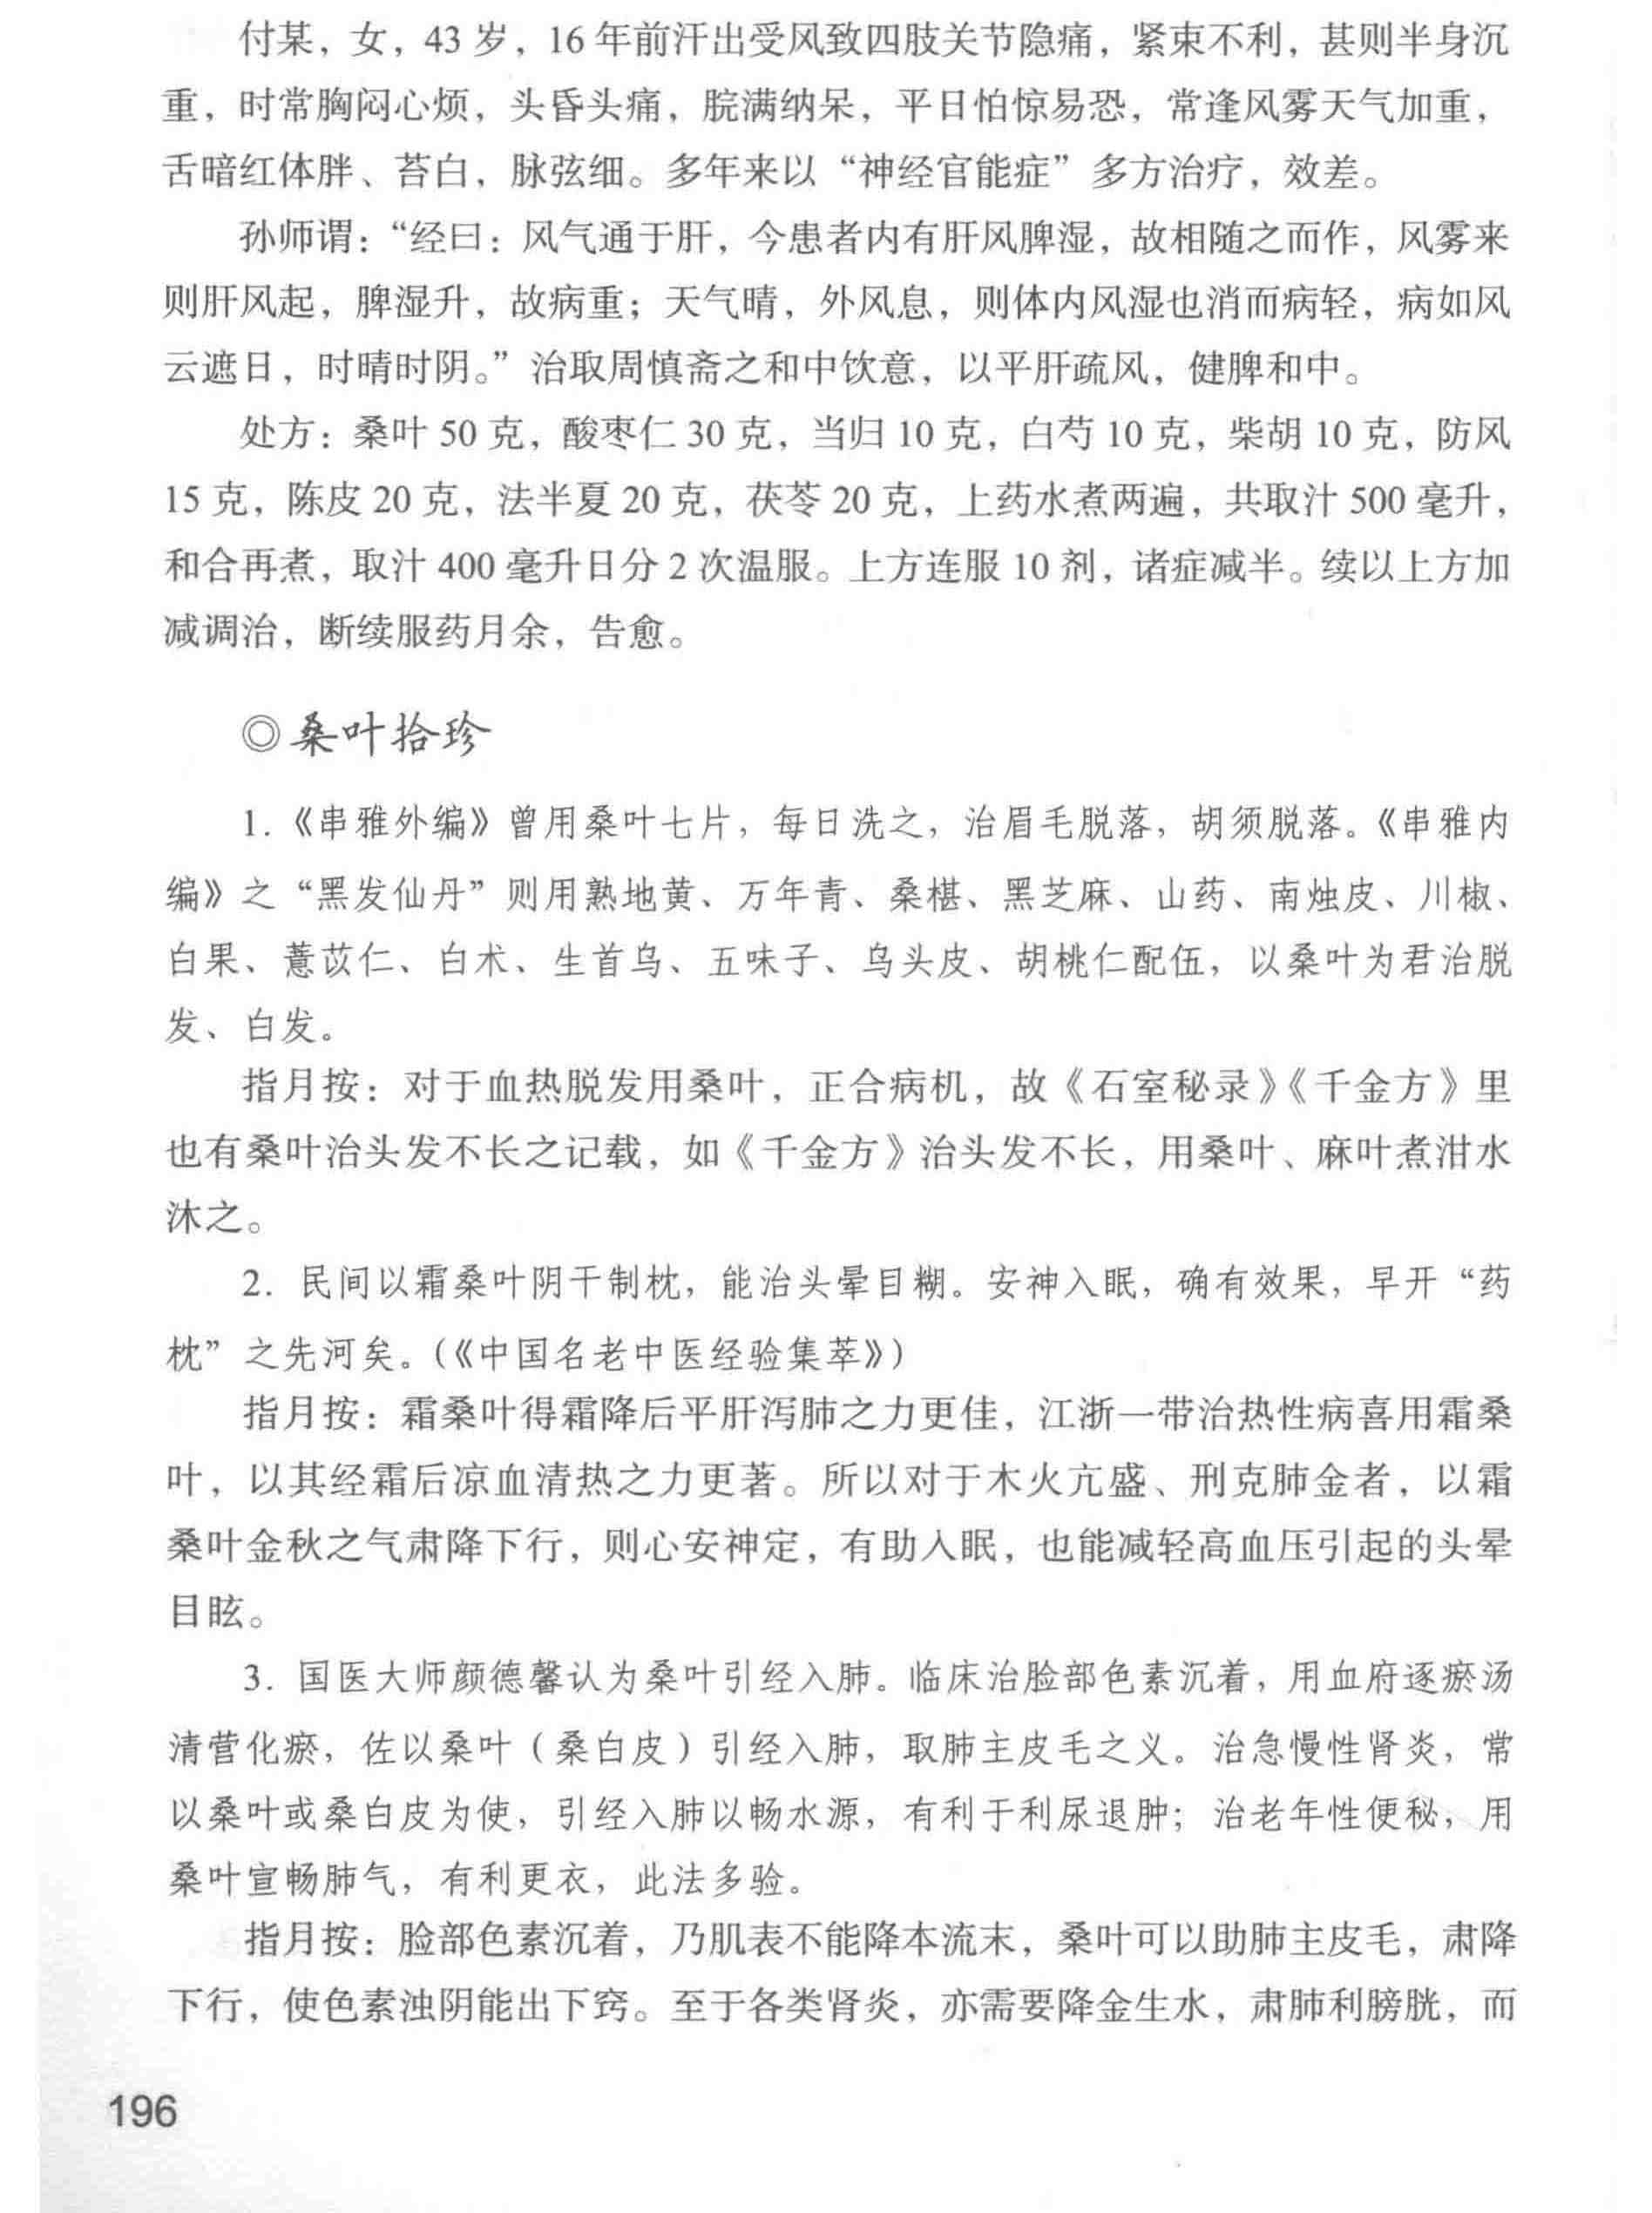 付某，女，43 岁，16 年前汗出受风致四肢关节隐痛，紧束不利，甚则半身沉
重，时常胸闷心烦，头昏头痛，脘满纳呆，平日怕惊易恐，常逢风雾天气加重，
舌暗红体胖、苔白，脉弦细。多年来以“神经官能症”多方治疗，效差。
孙师谓：“经曰：风气通于肝，今患者内有肝风脾湿，故相随之而作，风雾来
则肝风起，脾湿升，故病重；天气晴，外风息，则体内风湿也消而病轻，病如风
云遮日，时晴时阴。”治取周慎斋之和中饮意，以平肝疏风，健脾和中。
处方：桑叶 50 克，酸枣仁 30 克，当归 10 克，白芍 10 克，柴胡 10 克，防风
15 克，陈皮 20 克，法半夏 20 克，茯苓 20 克，上药水煮两遍，共取汁 500 毫升，
和合再煮，取汁 400 毫升日分 2 次温服。上方连服 10 剂，诸症减半。续以上方加
减调治，断续服药月余，告愈。
◎桑叶拾珍
1.《串雅外编》曾用桑叶七片，每日洗之，治眉毛脱落，胡须脱落。《串雅内
编》之“黑发仙丹”则用熟地黄、万年青、桑椹、黑芝麻、山药、南烛皮、川椒、
白果、薏苡仁、白术、生首乌、五味子、乌头皮、胡桃仁配伍，以桑叶为君治脱
发、白发。
指月按：对于血热脱发用桑叶，正合病机，故《石室秘录》《千金方》里
也有桑叶治头发不长之记载，如《千金方》治头发不长，用桑叶、麻叶煮泔水
沐之。
2. 民间以霜桑叶阴干制枕，能治头晕目糊。安神入眠，确有效果，早开“药
枕”之先河矣。（《中国名老中医经验集萃》）
指月按：霜桑叶得霜降后平肝泻肺之力更佳，江浙一带治热性病喜用霜桑
叶，以其经霜后凉血清热之力更著。所以对于木火亢盛、刑克肺金者，以霜
桑叶金秋之气肃降下行，则心安神定，有助入眠，也能减轻高血压引起的头晕
目眩。
3. 国医大师颜德馨认为桑叶引经入肺。临床治脸部色素沉着，用血府逐瘀汤
清营化瘀，佐以桑叶（桑白皮）引经入肺，取肺主皮毛之义。治急慢性肾炎，常
以桑叶或桑白皮为使，引经入肺以畅水源，有利于利尿退肿；治老年性便秘，用
桑叶宣畅肺气，有利更衣，此法多验。
指月按：脸部色素沉着，乃肌表不能降本流末，桑叶可以助肺主皮毛，肃降
下行，使色素浊阴能出下窍。至于各类肾炎，亦需要降金生水，肃肺利膀胱，而
196